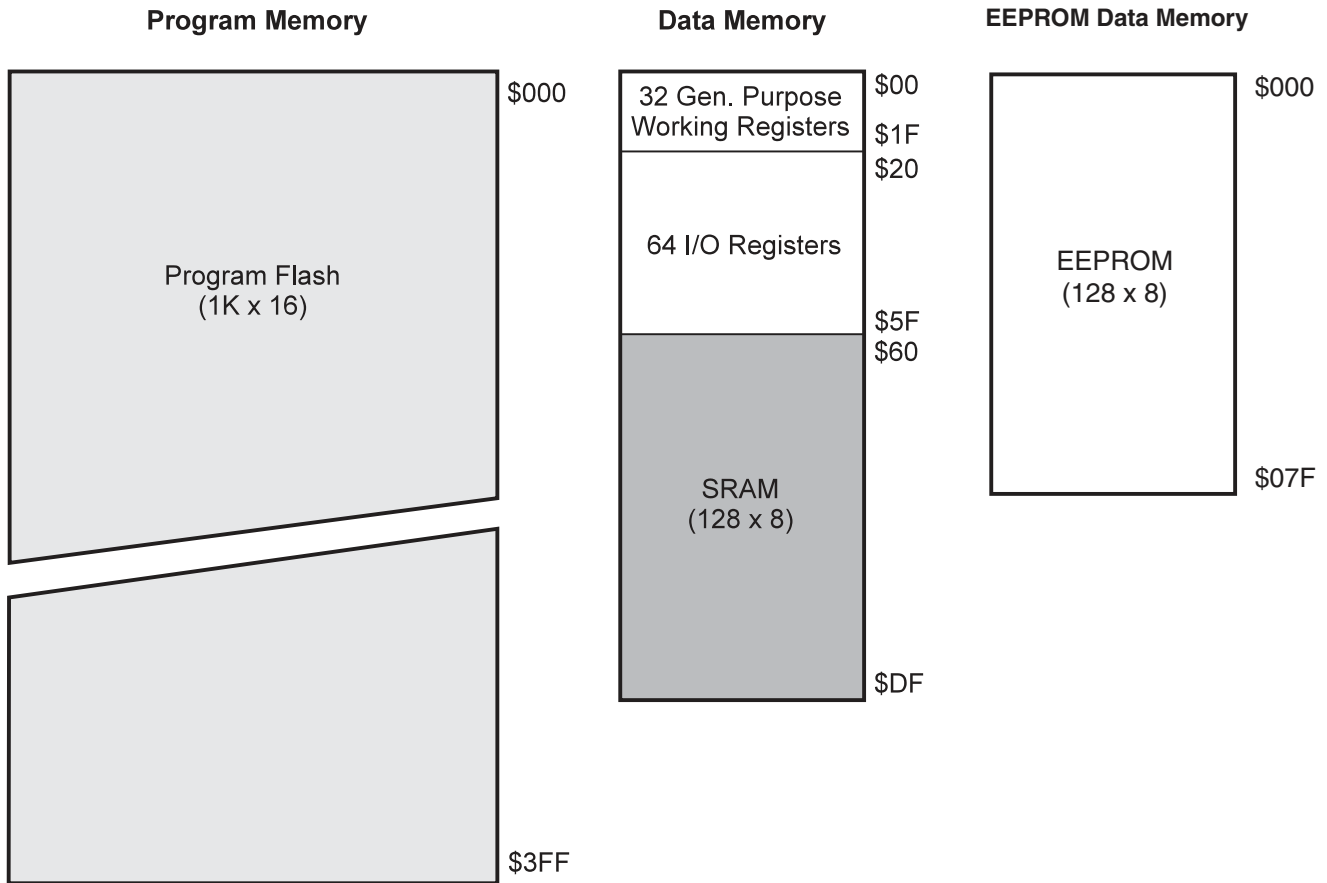 Program Memory
$000
Program Flash
(1K x 16)
$3FF
Data Memory
32 Gen. Purpose
Working Registers
$00
$1F
$20
64 I/O Registers
$5F
$60
SRAM
(128 x 8)
$DF
EEPROM Data Memory
$000
EEPROM
(128 x 8)
$07F